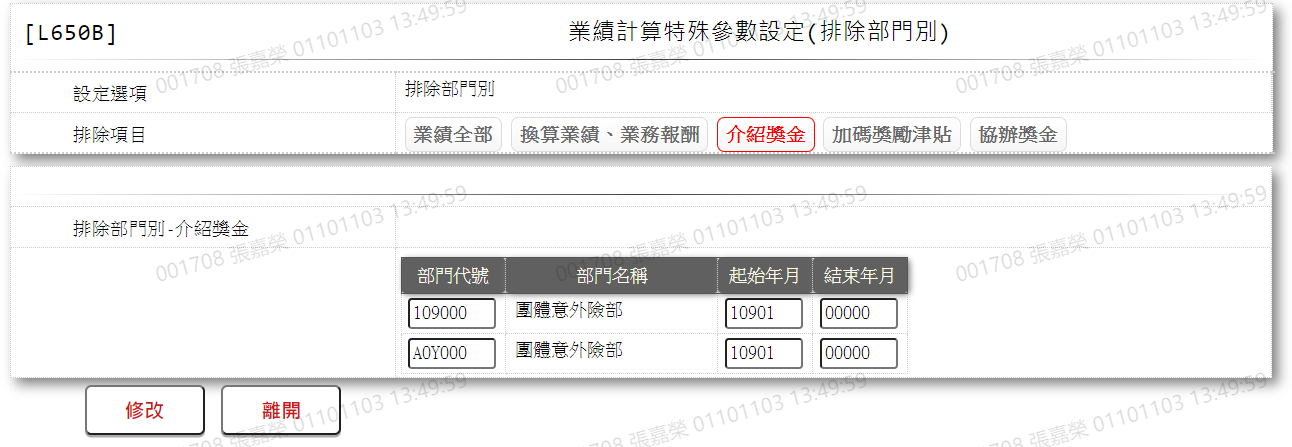 [L650B] 業績計算特殊參數設定(排除部門別)
設定選項 排除部門別
排除項目 業績全部 換算業績、業務報酬 介紹獎金 加碼獎勵津貼 協辦獎金
排除部門別-介紹獎金
部門代號 部門名稱 起始年月 結束年月
109000 團體意外險部 10901 00000
A0Y000 團體意外險部 10901 00000
修改 離開
001708 張嘉榮 01101103 13:49:59